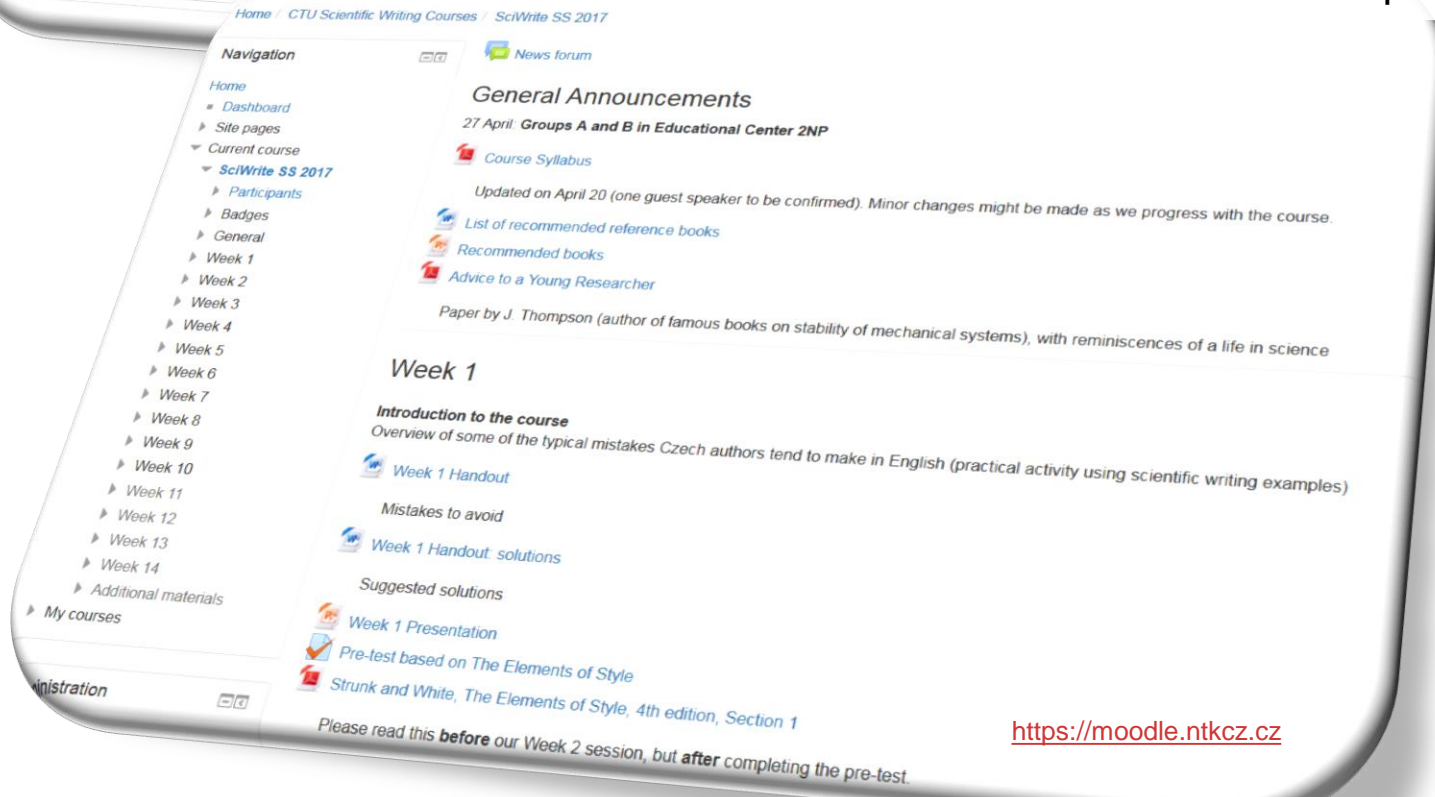 Home / CTU Scientific Writing Courses / SciWrite SS 2017
Navigation
Home
Dashboard
Site pages
Current course
SciWrite SS 2017
Participants
Badges
General
Week 1
Week 2
Week 3
Week 4
Week 5
Week 6
Week 7
Week 8
Week 9
Week 10
Week 11
Week 12
Week 13
Week 14
Additional materials
My courses
News forum
General Announcements
27 April: Groups A and B in Educational Center 2NP
Course Syllabus
Updated on April 20 (one guest speaker to be confirmed). Minor changes might be made as we progress with the course.
List of recommended reference books
Recommended books
Advice to a Young Researcher
Paper by J. Thompson (author of famous books on stability of mechanical systems), with reminiscences of a life in science
Week 1
Introduction to the course
Overview of some of the typical mistakes Czech authors tend to make in English (practical activity using scientific writing examples)
Week 1 Handout
Mistakes to avoid
Week 1 Handout: solutions
Suggested solutions
Week 1 Presentation
Pre-test based on The Elements of Style
Strunk and White, The Elements of Style, 4th edition, Section 1
Please read this before our Week 2 session, but after completing the pre-test.
https://moodle.ntkcz.cz